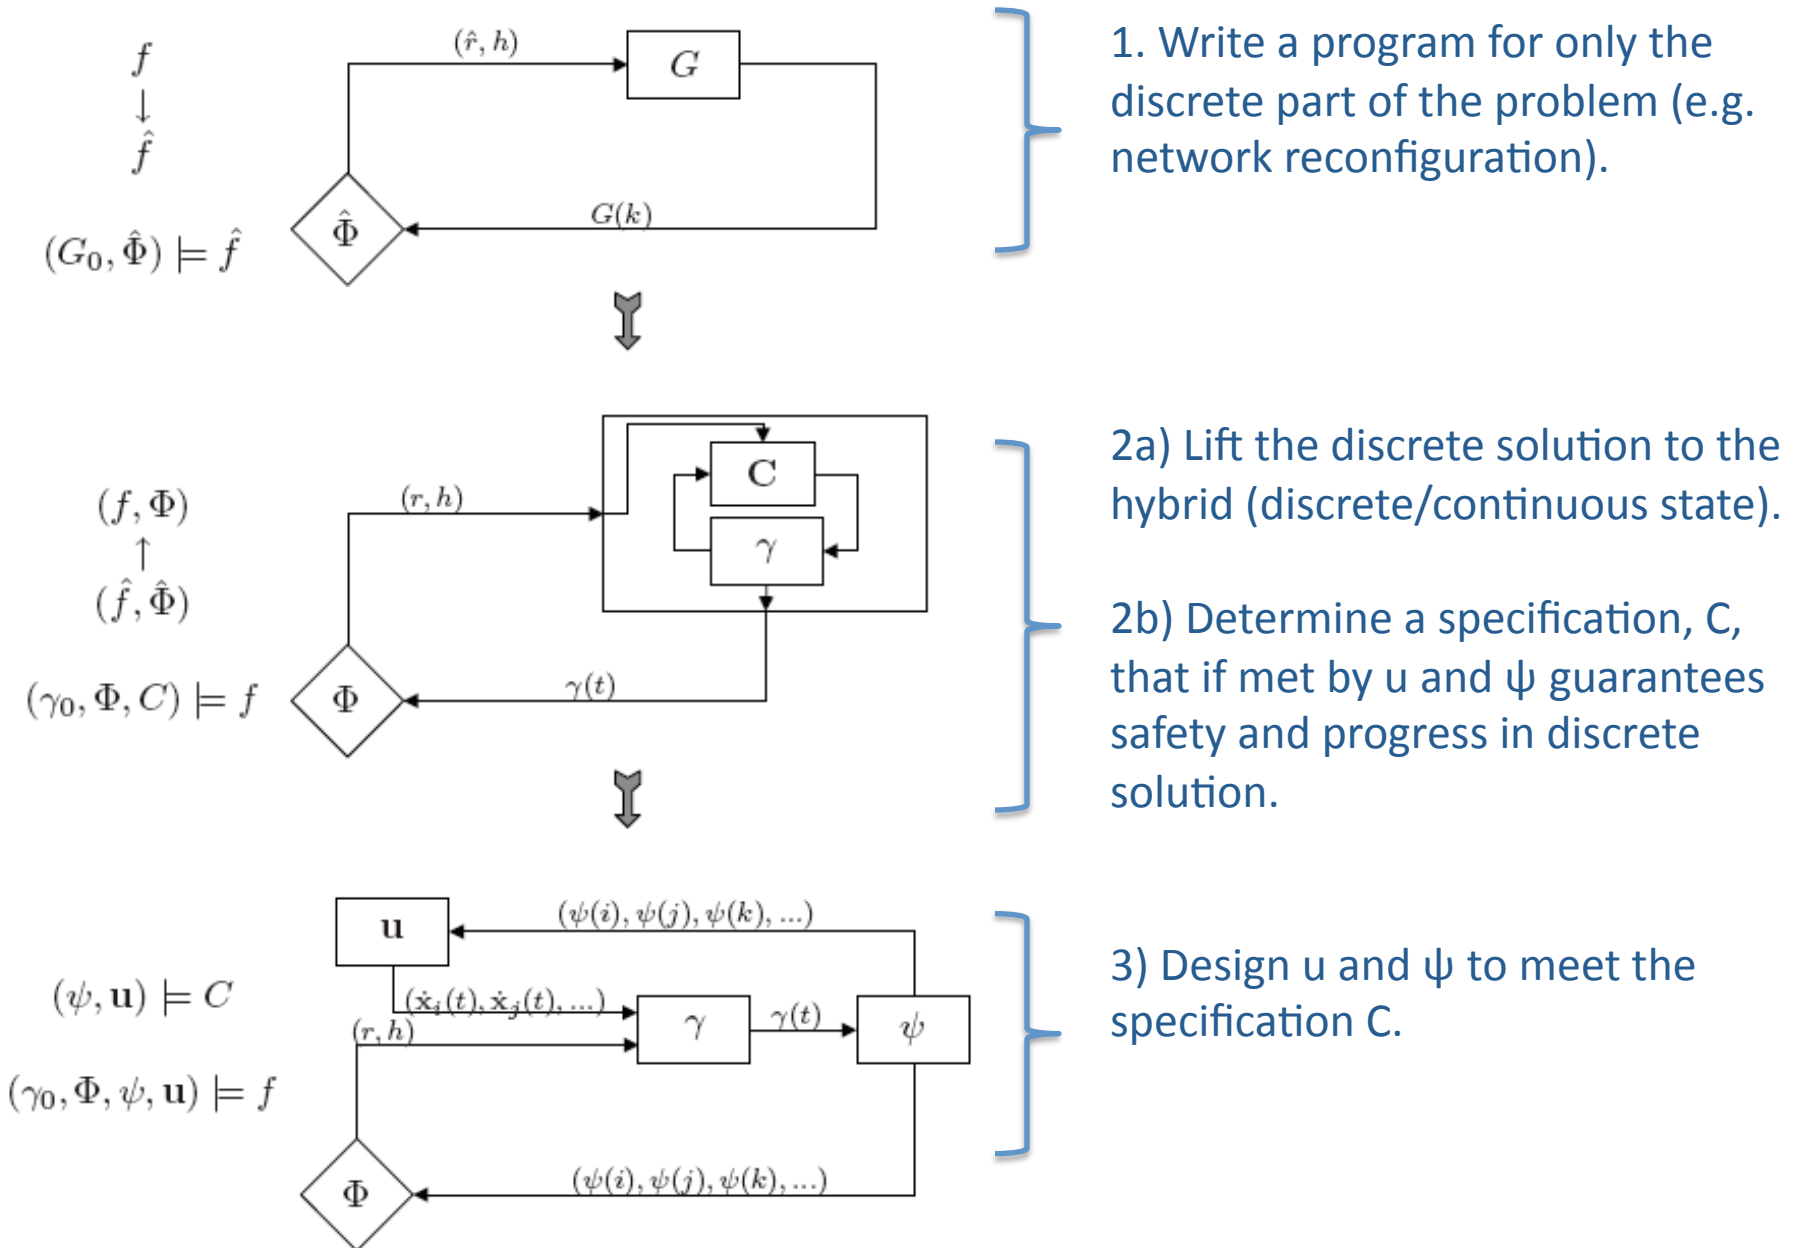 f
↓
f̂
(G₀, Φ̂) ⊨ f̂
(r̂, h)
G
Φ̂
G(k)
1. Write a program for only the
discrete part of the problem (e.g.
network reconfiguration).
(f, Φ)
↑
(f̂, Φ̂)
(γ₀, Φ, C) ⊨ f
(r, h)
C
γ
Φ
γ(t)
2a) Lift the discrete solution to the
hybrid (discrete/continuous state).
2b) Determine a specification, C,
that if met by u and ψ guarantees
safety and progress in discrete
solution.
(ψ, u) ⊨ C
(γ₀, Φ, ψ, u) ⊨ f
u
(ψ(i), ψ(j), ψ(k), ...)
(ẋᵢ(t), ẋⱼ(t), ...)
(r, h)
γ
γ(t)
ψ
Φ
(ψ(i), ψ(j), ψ(k), ...)
3) Design u and ψ to meet the
specification C.